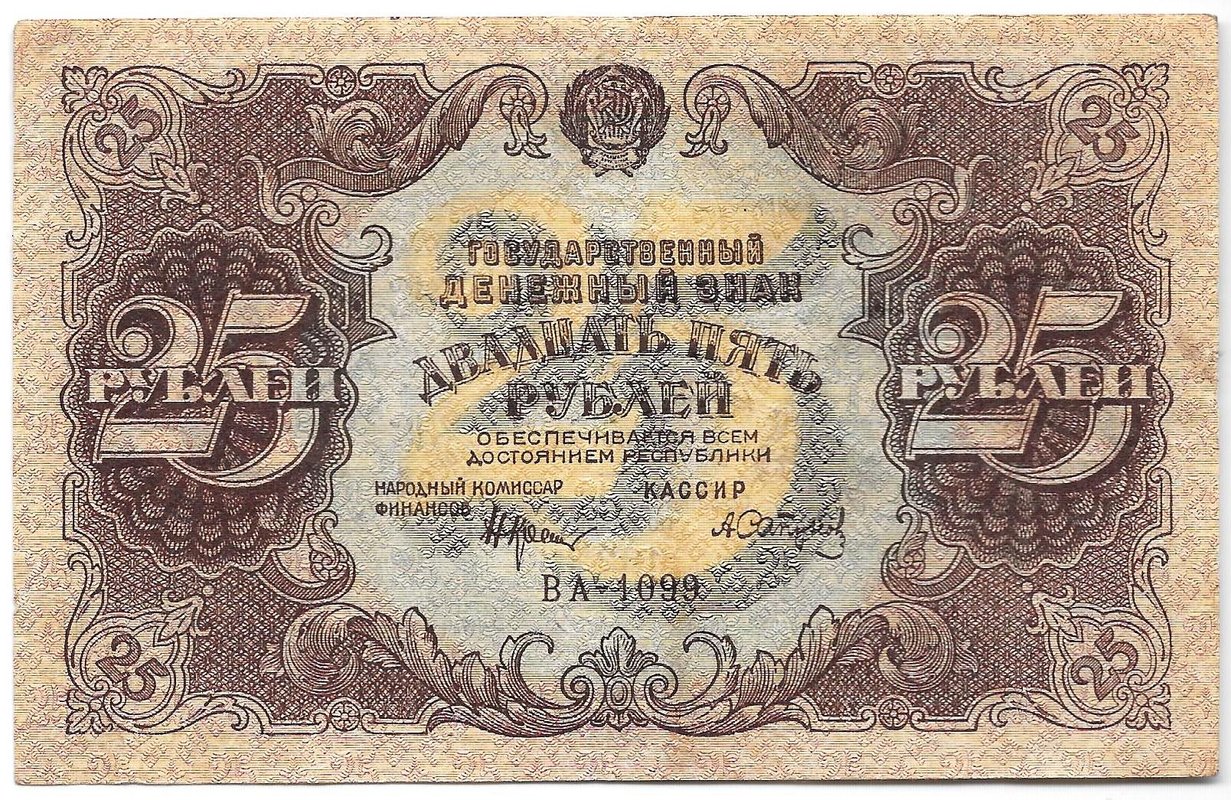 25 25
ГОСУДАРСТВЕННЫЙ
ДЕНЕЖНЫЙ ЗНАК
ДВАДЦАТЬ ПЯТЬ
РУБЛЕЙ
25 РУБЛЕЙ
25 РУБЛЕЙ
ОБЕСПЕЧИВАЕТСЯ ВСЕМ
ДОСТОЯНИЕМ РЕСПУБЛИКИ
НАРОДНЫЙ КОМИССАР
ФИНАНСОВ
КАССИР
ВА-1099
25 25